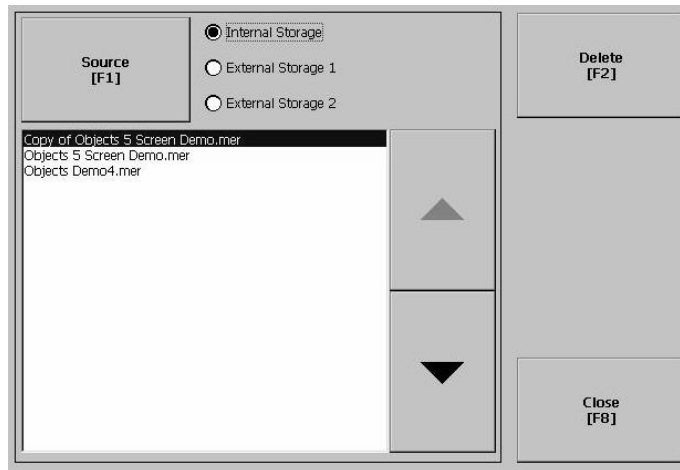 Source
[F1]
Internal Storage
External Storage 1
External Storage 2
Delete
[F2]
Copy of Objects 5 Screen Demo.mer
Objects 5 Screen Demo.mer
Objects Demo4.mer
Close
[F8]